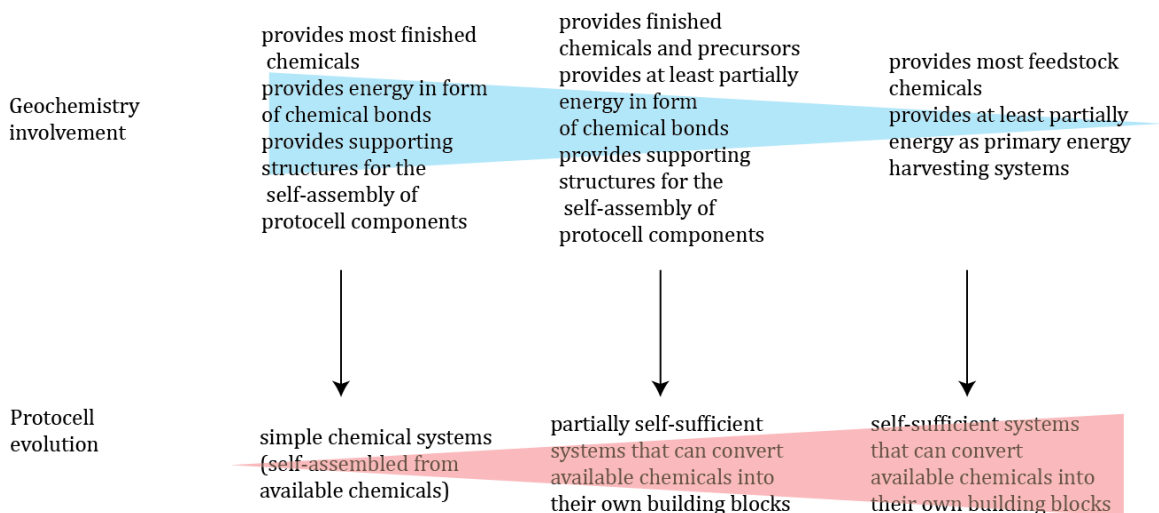 Geochemistry
involvement
provides most finished
chemicals
provides energy in form
of chemical bonds
provides supporting
structures for the
self-assembly of
protocell components
provides finished
chemicals and precursors
provides at least partially
energy in form
of chemical bonds
provides supporting
structures for the
self-assembly of
protocell components
provides most feedstock
chemicals
provides at least partially
energy as primary energy
harvesting systems
Protocell
evolution
simple chemical systems
(self-assembled from
available chemicals)
partially self-sufficient
systems that can convert
available chemicals into
their own building blocks
self-sufficient systems
that can convert
available chemicals into
their own building blocks